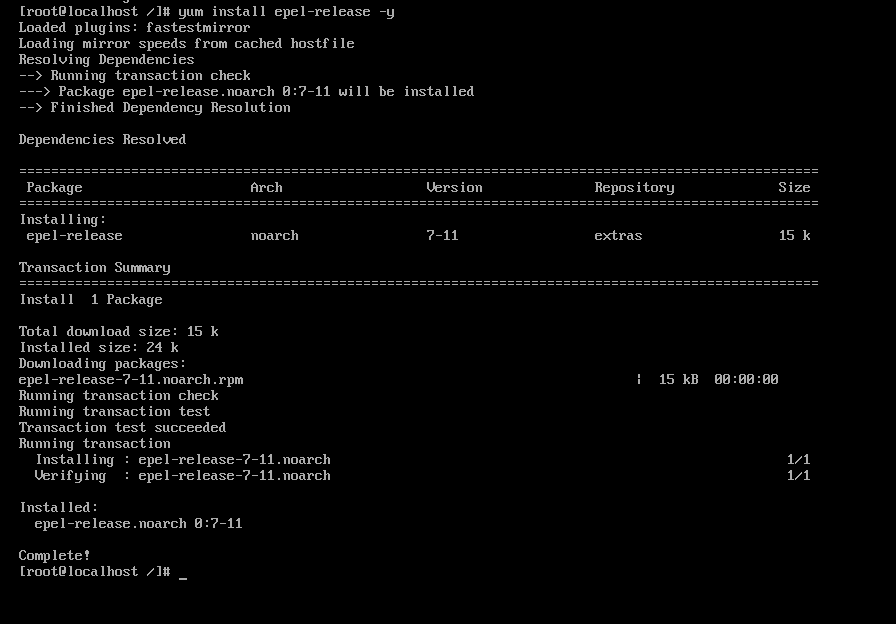 [root@localhost /]# yum install epel-release -y
Loaded plugins: fastestmirror
Loading mirror speeds from cached hostfile
Resolving Dependencies
--> Running transaction check
---> Package epel-release.noarch 0:7-11 will be installed
--> Finished Dependency Resolution
Dependencies Resolved
====================================================================================================
Package Arch Version Repository Size
====================================================================================================
Installing:
epel-release noarch 7-11 extras 15 k
Transaction Summary
====================================================================================================
Install 1 Package
Total download size: 15 k
Installed size: 24 k
Downloading packages:
epel-release-7-11.noarch.rpm | 15 kB 00:00:00
Running transaction check
Running transaction test
Transaction test succeeded
Running transaction
Installing : epel-release-7-11.noarch 1/1
Verifying : epel-release-7-11.noarch 1/1
Installed:
epel-release.noarch 0:7-11
Complete!
[root@localhost /]# _